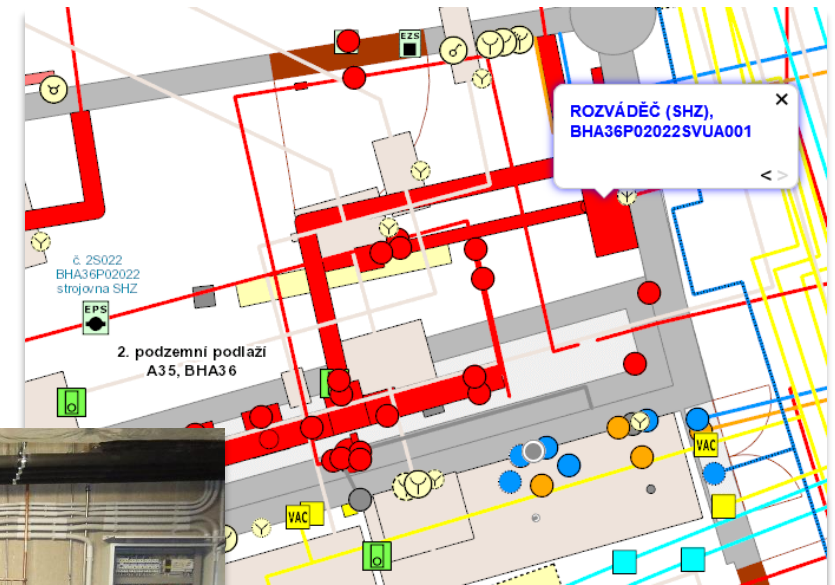 EZS
ROZVÁDĚČ (SHZ),
BHA36P02022SVUA001
×
< >
č. 2S022
BHA36P02022
strojovna SHZ
EPS
2. podzemní podlaží
A35, BHA36
VAC
VAC